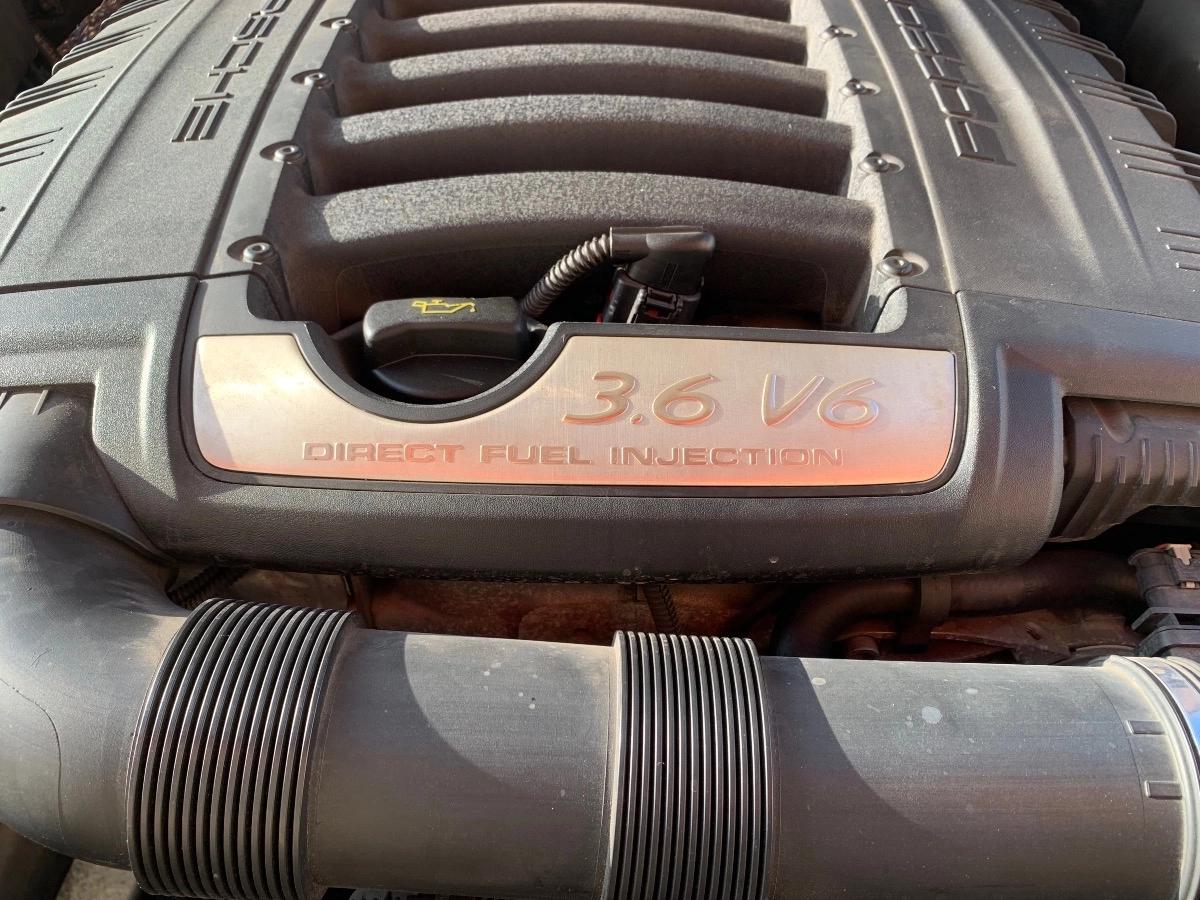 PORSCHE
PORSCHE
3.6 V6
DIRECT FUEL INJECTION